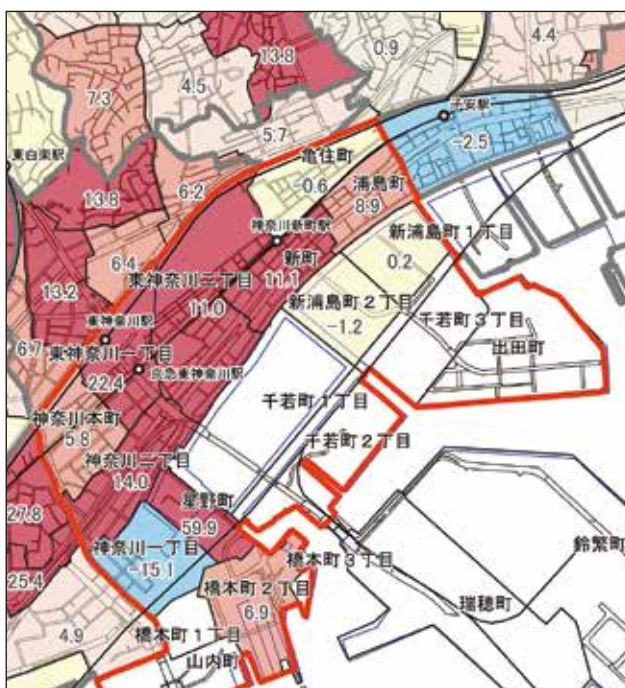 13.8
0.9
4.4
7.3
4.5
子安駅
5.7
-2.5
東白楽駅
亀住町
13.8
6.2
-0.6
浦島町
8.9
神奈川新町駅
新浦島町1丁目
6.4
新町
0.2
東神奈川二丁目
11.1
13.2
11.0
新浦島町2丁目
東神奈川駅
-1.2
千若町3丁目
6.7
東神奈川一丁目
出田町
22.4
京急東神奈川駅
千若町1丁目
神奈川本町
千若町2丁目
5.8
神奈川二丁目
14.0
星野町
27.8
59.9
神奈川一丁目
鈴繁町
-15.1
橋本町3丁目
25.4
橋本町2丁目
瑞穂町
6.9
4.9
橋本町1丁目
山内町